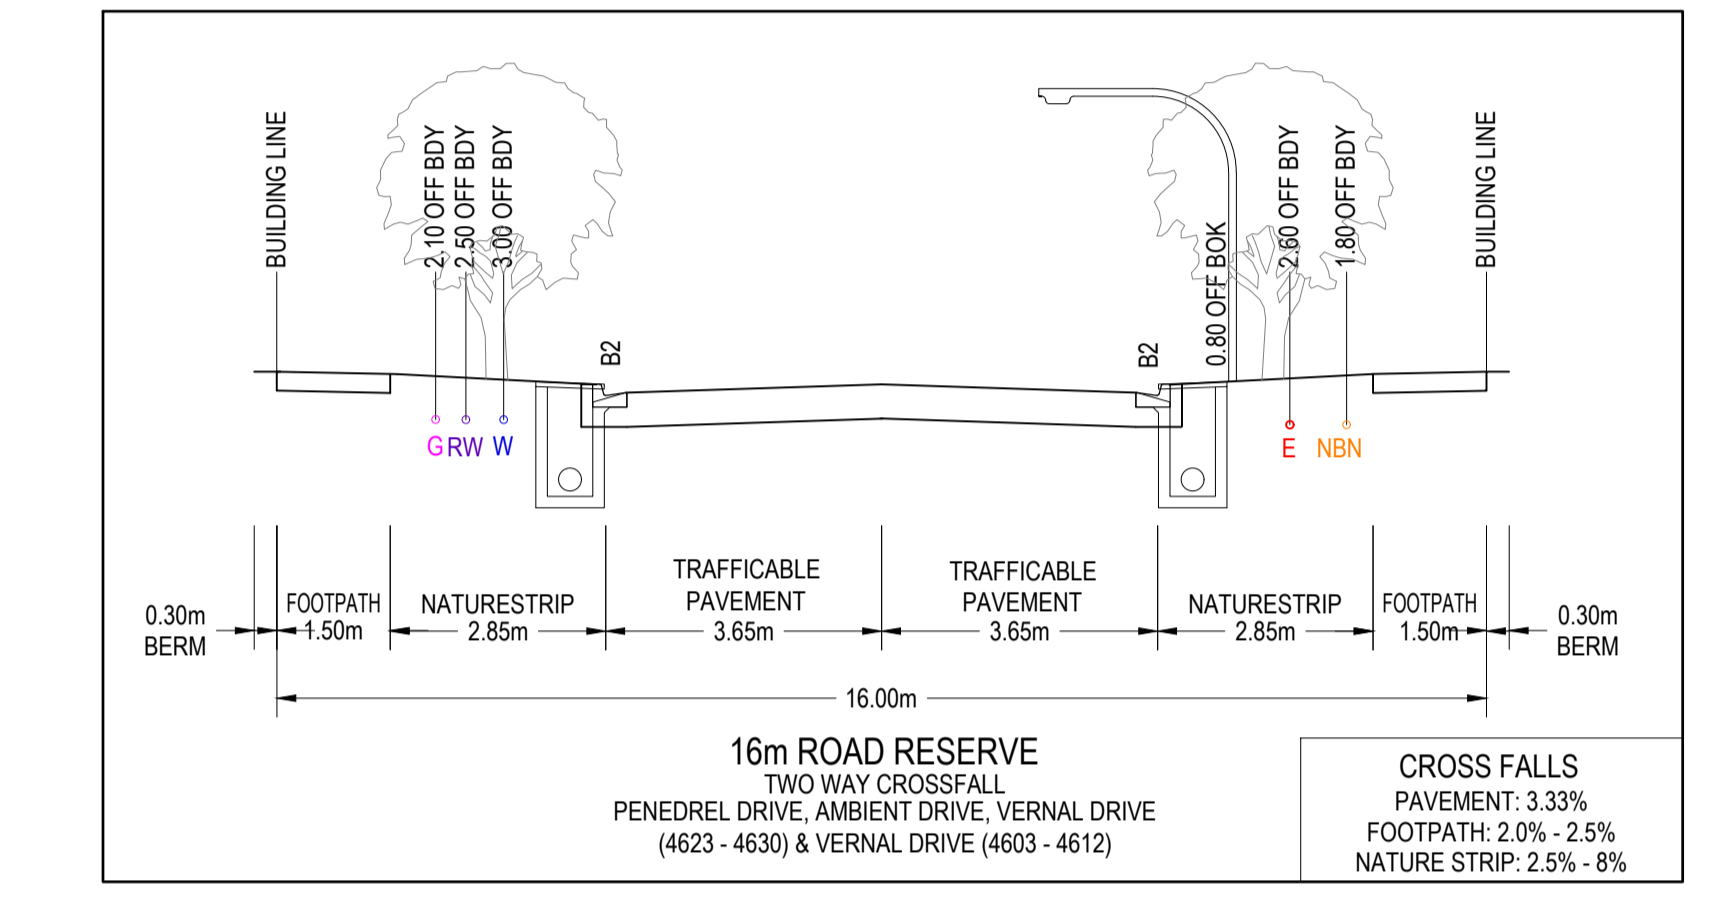 BUILDING LINE
2.10 OFF BDY
2.50 OFF BDY
3.00 OFF BDY
B2
B2
0.80 OFF BOK
2.60 OFF BDY
1.80 OFF BDY
BUILDING LINE
G
RW
W
E
NBN
0.30m
BERM
FOOTPATH
1.50m
NATURESTRIP
2.85m
TRAFFICABLE
PAVEMENT
3.65m
TRAFFICABLE
PAVEMENT
3.65m
NATURESTRIP
2.85m
FOOTPATH
1.50m
0.30m
BERM
16.00m
16m ROAD RESERVE
TWO WAY CROSSFALL
PENEDREL DRIVE, AMBIENT DRIVE, VERNAL DRIVE
(4623 - 4630) & VERNAL DRIVE (4603 - 4612)
CROSS FALLS
PAVEMENT: 3.33%
FOOTPATH: 2.0% - 2.5%
NATURE STRIP: 2.5% - 8%